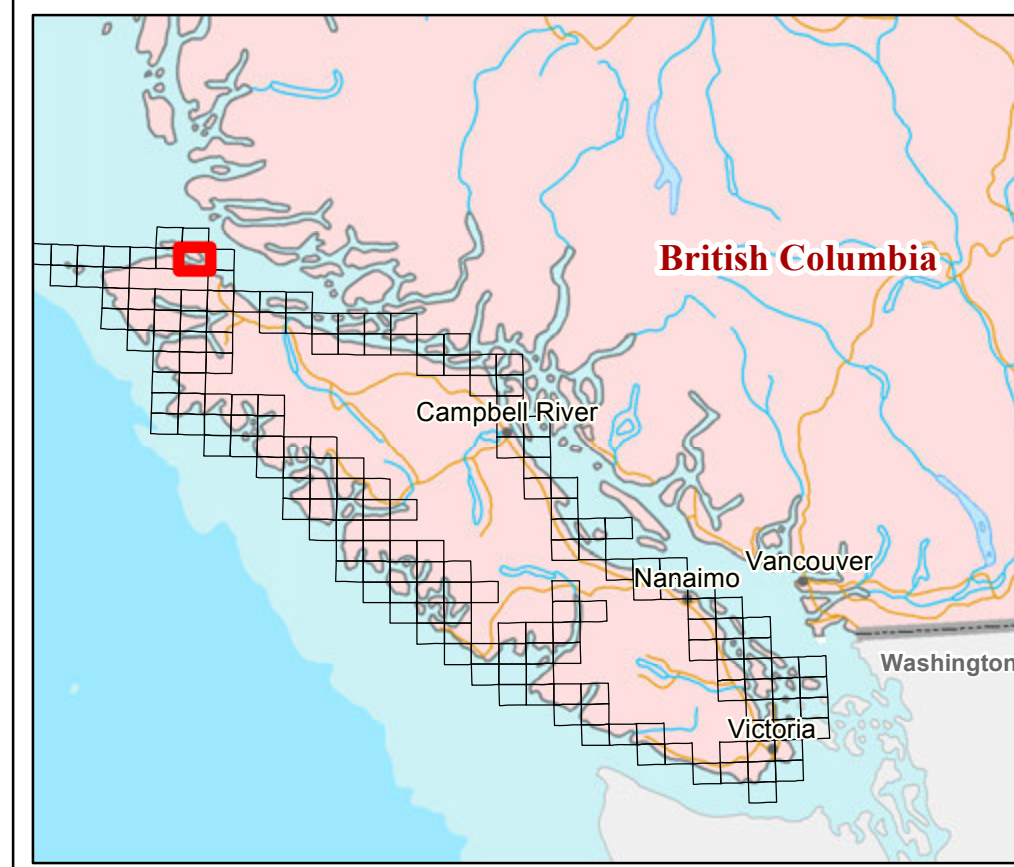 British Columbia
Campbell River
Vancouver
Nanaimo
Washington
Victoria